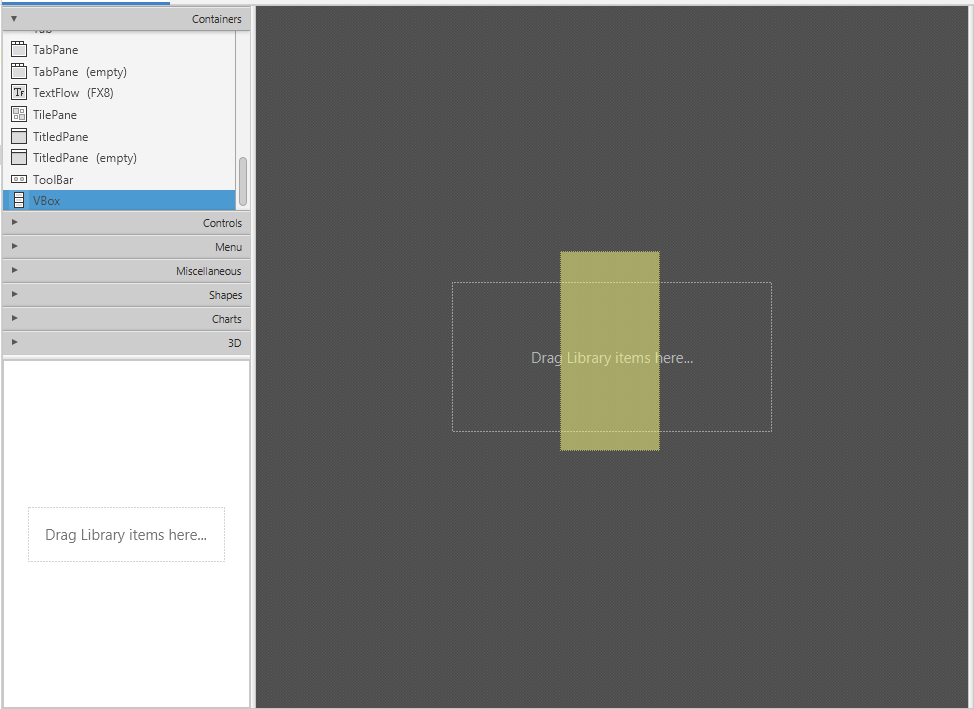 Containers
TabPane
TabPane (empty)
TextFlow (FX8)
TilePane
TitledPane
TitledPane (empty)
ToolBar
VBox
Controls
Menu
Miscellaneous
Shapes
Charts
3D
Drag Library items here...
Drag Library items here...